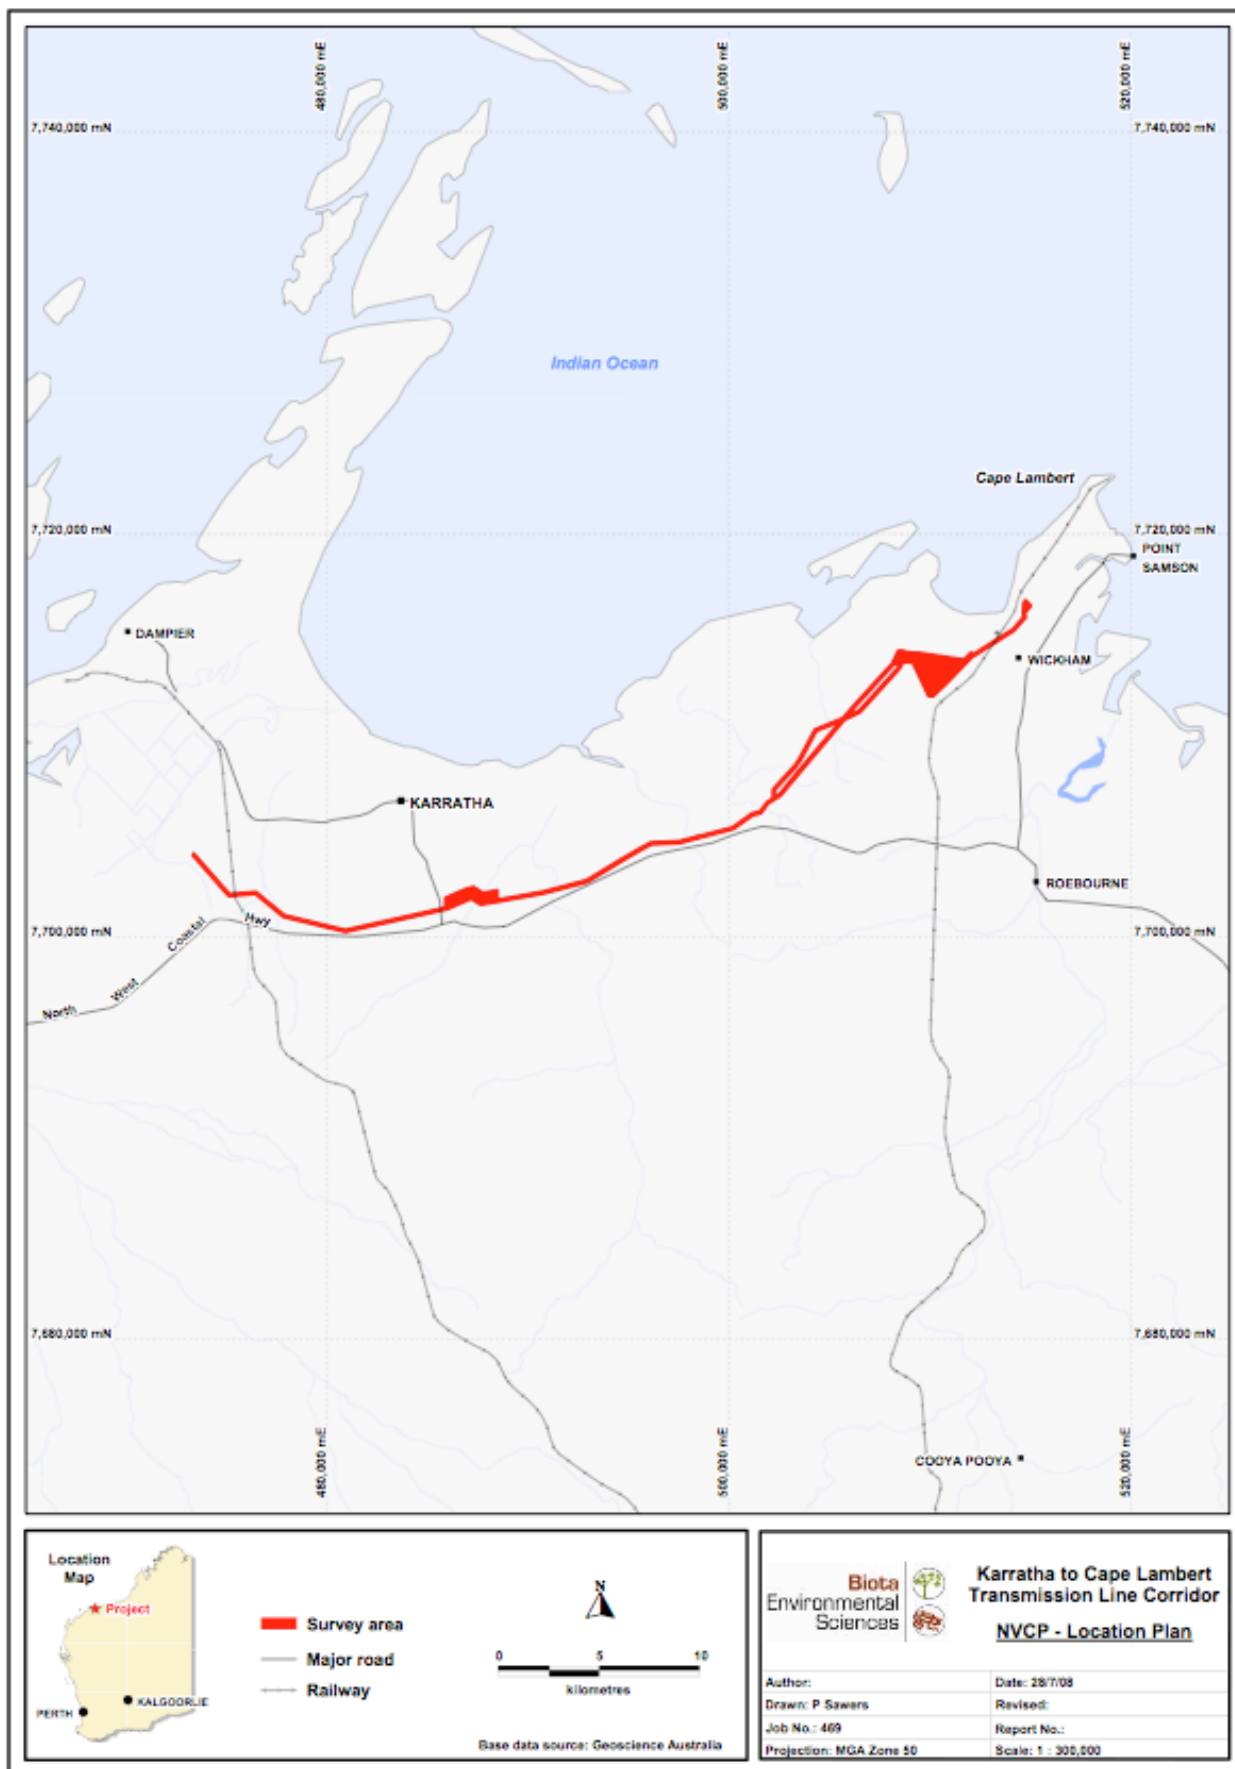 480,000 mE
500,000 mE
520,000 mE
7,740,000 mN
7,740,000 mN
Indian Ocean
Cape Lambert
7,720,000 mN
7,720,000 mN
POINT
SAMSON
DAMPIER
WICKHAM
KARRATHA
ROEBOURNE
North West Coastal Hwy
7,700,000 mN
7,700,000 mN
7,680,000 mN
7,680,000 mN
480,000 mE
500,000 mE
520,000 mE
COOYA POOYA
Location
Map
Project
PERTH
KALGOORLIE
Survey area
Major road
Railway
N
0 5 10
kilometres
Base data source: Geoscience Australia
Biota
Environmental
Sciences
Karratha to Cape Lambert
Transmission Line Corridor
NVCP - Location Plan
Author:
Date: 28/7/08
Drawn: P Sawers
Revised:
Job No.: 469
Report No.:
Projection: MGA Zone 50
Scale: 1 : 300,000